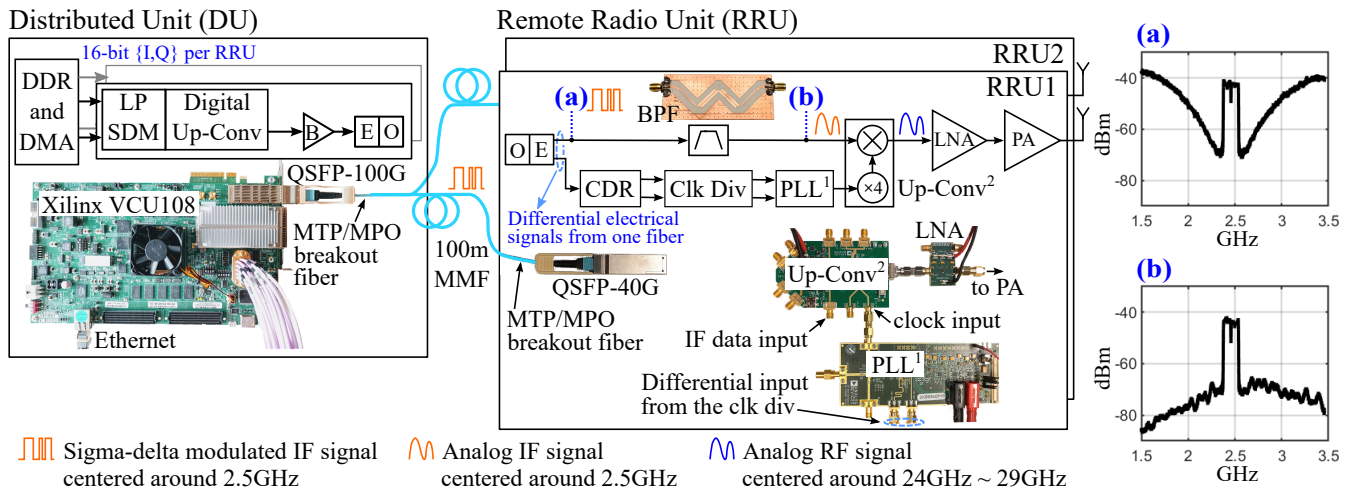 Distributed Unit (DU)
16-bit {I,Q} per RRU
DDR
and
DMA
LP
SDM
Digital
Up-Conv
B
E O
QSFP-100G
Xilinx VCU108
MTP/MPO
breakout
fiber
Ethernet
100m
MMF
QSFP-40G
MTP/MPO
breakout fiber
Remote Radio Unit (RRU)
RRU2
RRU1
(a)
BPF
(b)
O E
LNA
PA
CDR
Clk Div
PLL¹
×4
Up-Conv²
Differential electrical
signals from one fiber
LNA
Up-Conv²
to PA
IF data input
clock input
PLL¹
Differential input
from the clk div
(a)
-40
-60
-80
dBm
1.5 2 2.5 3 3.5
GHz
(b)
-40
-60
-80
dBm
1.5 2 2.5 3 3.5
GHz
Sigma-delta modulated IF signal
centered around 2.5GHz
Analog IF signal
centered around 2.5GHz
Analog RF signal
centered around 24GHz ~ 29GHz